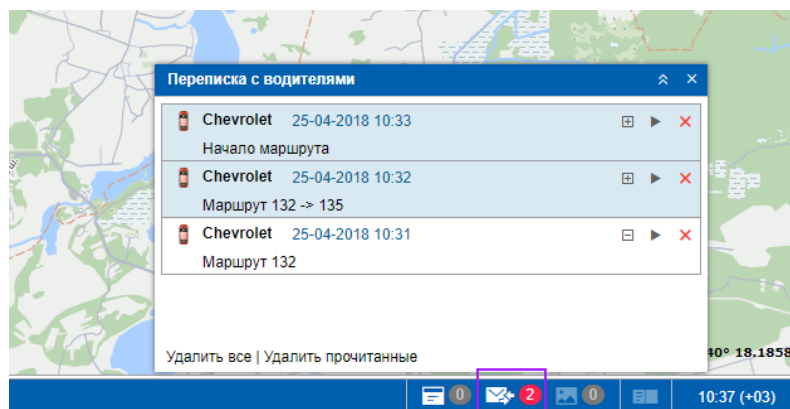 Переписка с водителями
Chevrolet 25-04-2018 10:33
Начало маршрута
Chevrolet 25-04-2018 10:32
Маршрут 132 -> 135
Chevrolet 25-04-2018 10:31
Маршрут 132
Удалить все | Удалить прочитанные
40° 18.1858
0 2 0 10:37 (+03)